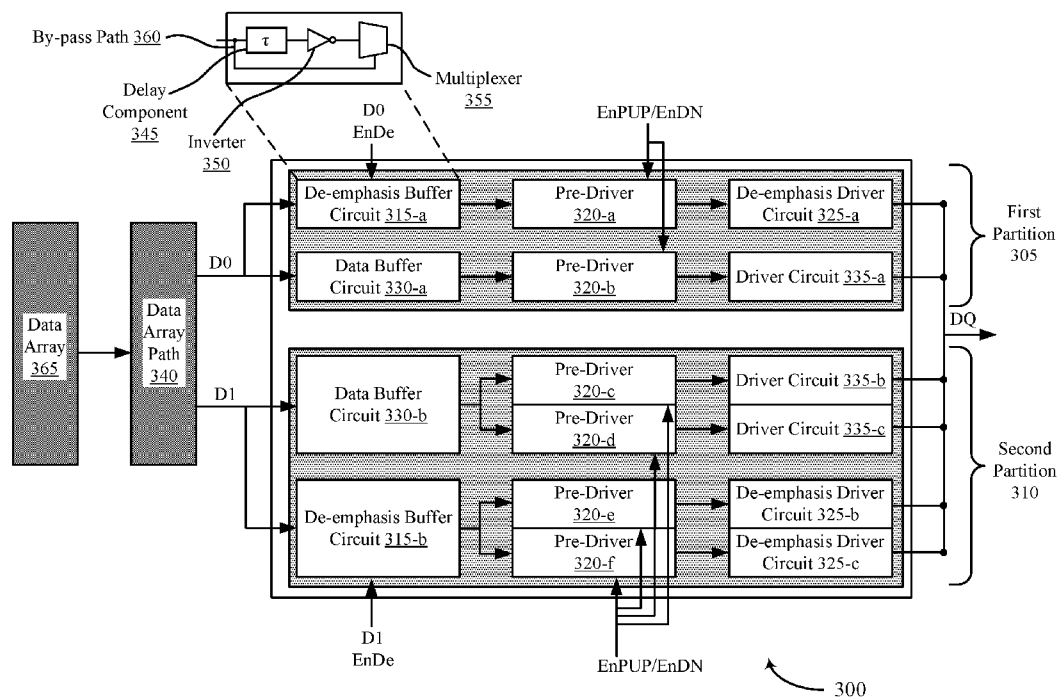 By-pass Path 360
τ
Delay
Component
345
Inverter
350
Multiplexer
355
D0
EnDe
EnPUP/EnDN
De-emphasis Buffer
Circuit 315-a
Pre-Driver
320-a
De-emphasis Driver
Circuit 325-a
First
Partition
305
D0
Data Buffer
Circuit 330-a
Pre-Driver
320-b
Driver Circuit 335-a
Data
Array
365
Data
Array
Path
340
DQ
D1
Data Buffer
Circuit 330-b
Pre-Driver
320-c
Driver Circuit 335-b
Pre-Driver
320-d
Driver Circuit 335-c
Second
Partition
310
De-emphasis Buffer
Circuit 315-b
Pre-Driver
320-e
De-emphasis Driver
Circuit 325-b
Pre-Driver
320-f
De-emphasis Driver
Circuit 325-c
D1
EnDe
EnPUP/EnDN
300